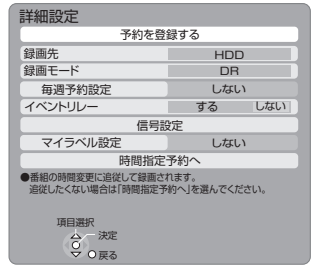 詳細設定
予約を登録する
録画先 HDD
録画モード DR
毎週予約設定 しない
イベントリレー する しない
信号設定
マイラベル設定 しない
時間指定予約へ
●番組の時間変更に追従して録画されます。
追従したくない場合は「時間指定予約へ」を選んでください。
項目選択
決定
戻る